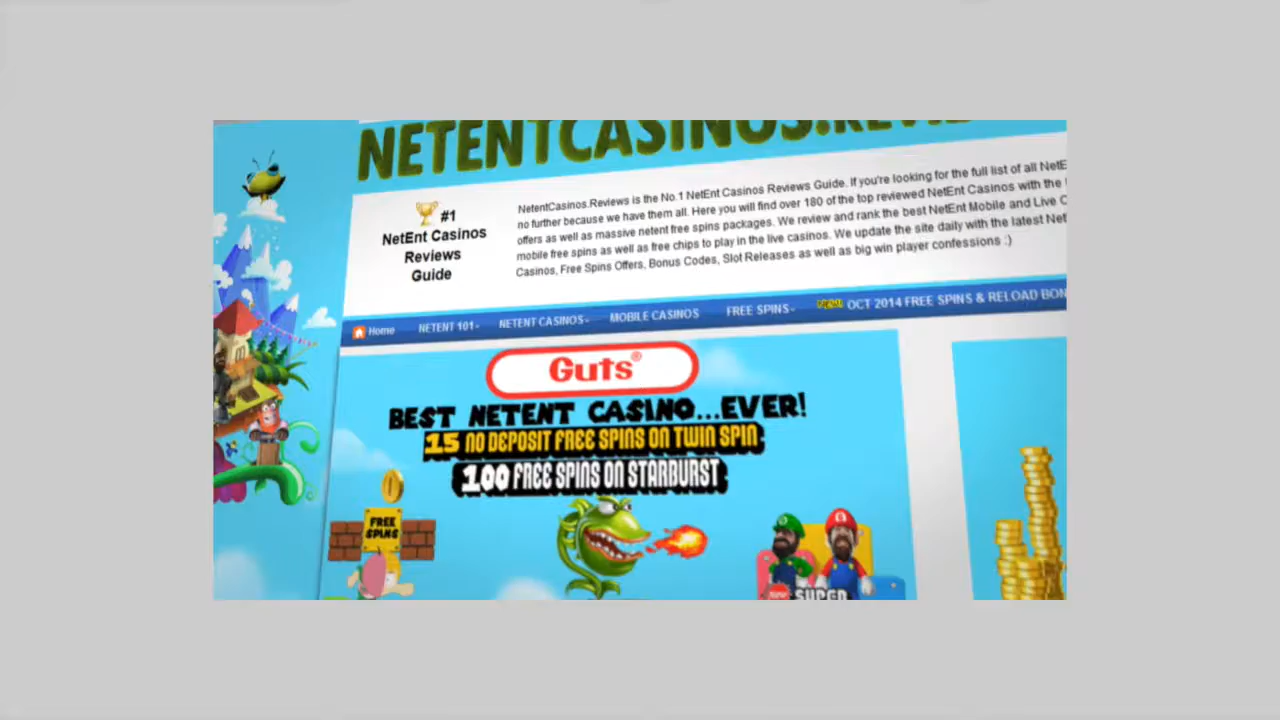 NETENTCASINOS.REVIE
#1
NetEnt Casinos
Reviews
Guide
NetentCasinos.Reviews is the No.1 NetEnt Casinos Reviews Guide. If you're looking for the full list of all NetE
no further because we have them all. Here you will find over 180 of the top reviewed NetEnt Casinos with the
offers as well as massive netent free spins packages. We review and rank the best NetEnt Mobile and Live C
mobile free spins as well as free chips to play in the live casinos. We update the site daily with the latest Net
Casinos, Free Spins Offers, Bonus Codes, Slot Releases as well as big win player confessions :)
Home NETENT 101 NETENT CASINOS MOBILE CASINOS FREE SPINS NEW! OCT 2014 FREE SPINS & RELOAD BON
Guts®
BEST NETENT CASINO...EVER!
15 NO DEPOSIT FREE SPINS ON TWIN SPIN
100 FREE SPINS ON STARBURST
FREE
SPINS
New SUPER